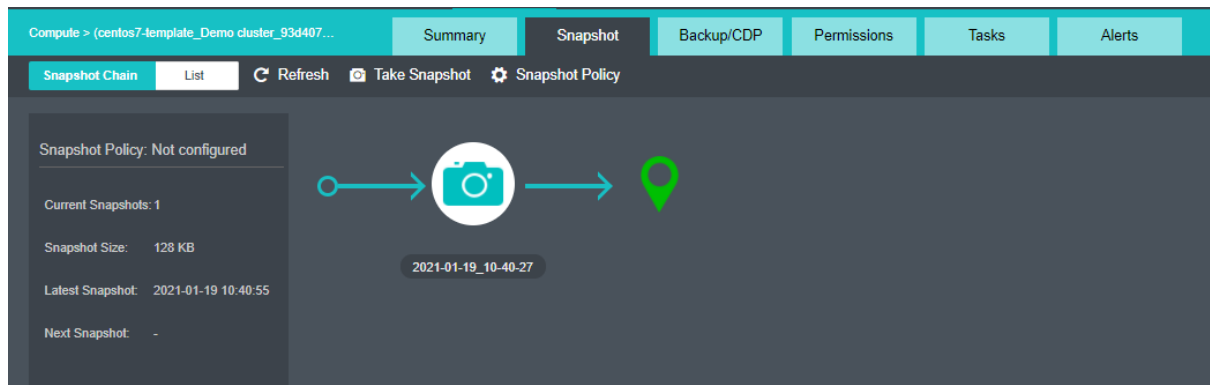 Compute > (centos7-template_Demo cluster_93d407...
Summary
Snapshot
Backup/CDP
Permissions
Tasks
Alerts
Snapshot Chain
List
Refresh
Take Snapshot
Snapshot Policy
Snapshot Policy: Not configured
Current Snapshots: 1
Snapshot Size: 128 KB
Latest Snapshot: 2021-01-19 10:40:55
Next Snapshot: -
2021-01-19_10-40-27